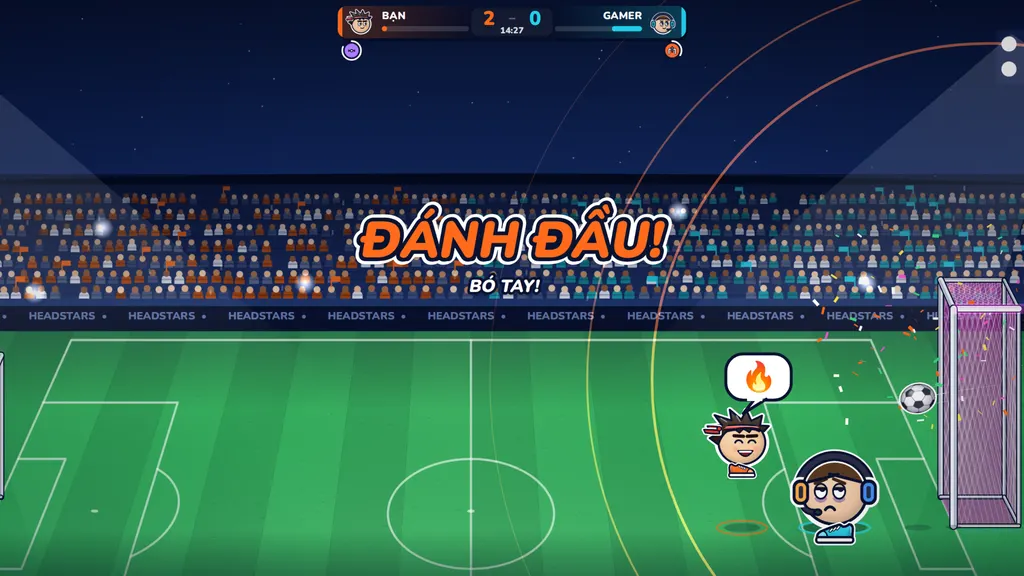 BẠN
2 – 0
GAMER
14:27
ĐÁNH ĐẦU!
BÓ TAY!
HEADSTARS • HEADSTARS • HEADSTARS • HEADSTARS • HEADSTARS • HEADSTARS • HEADSTARS • HEADSTARS • HEADSTARS • H